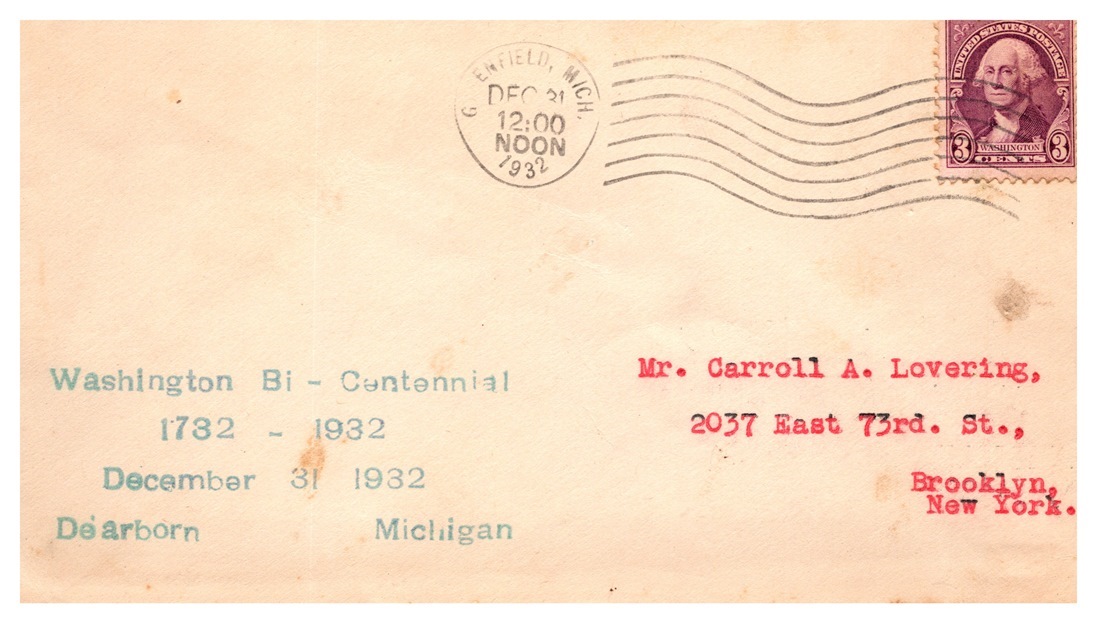 G ENFIELD, MICH.
DEC 31
12:00
NOON
1932
UNITED STATES POSTAGE
WASHINGTON
3 3
CENTS
Washington Bi - Centennial
1732 - 1932
December 31 1932
Dearborn Michigan
Mr. Carroll A. Lovering,
2037 East 73rd. St.,
Brooklyn,
New York.